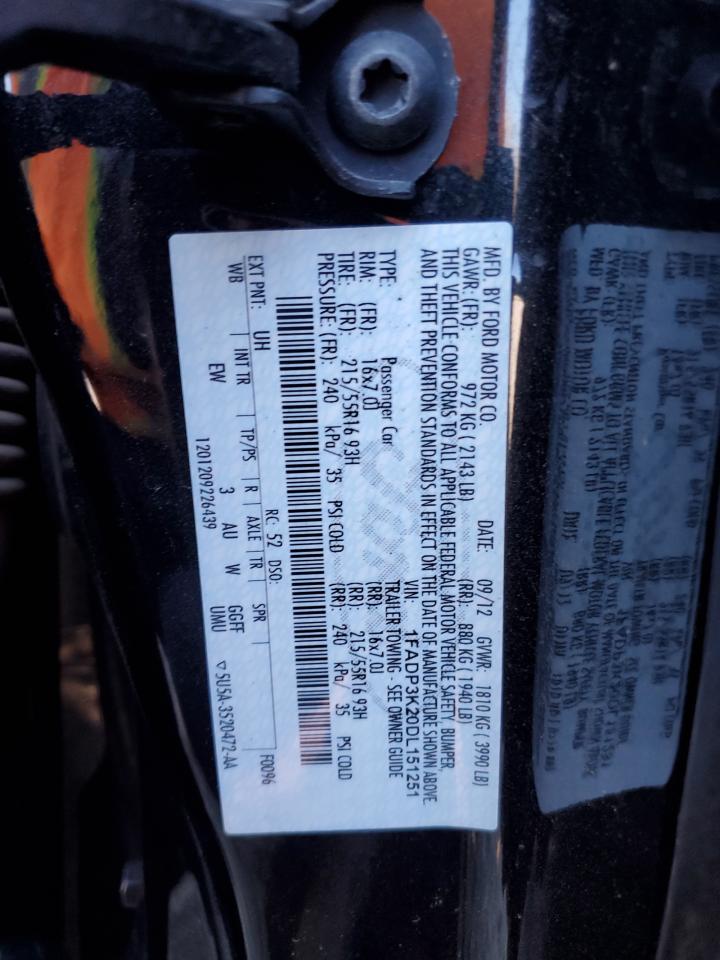 MFD. BY FORD MOTOR CO.
DATE: 09/12 GVWR: 1810 KG ( 3990 LB)
GAWR: (FR): 972 KG ( 2143 LB) (RR): 880 KG ( 1940 LB)
THIS VEHICLE CONFORMS TO ALL APPLICABLE FEDERAL MOTOR VEHICLE SAFETY, BUMPER,
AND THEFT PREVENTION STANDARDS IN EFFECT ON THE DATE OF MANUFACTURE SHOWN ABOVE.
VIN: 1FADP3K20DL151251
TYPE: Passenger Car TRAILER TOWING - SEE OWNER GUIDE
RIM: (FR): 16x7.0J (RR): 16x7.0J
TIRE: (FR): 215/55R16 93H (RR): 215/55R16 93H
PRESSURE (FR): 240 kPa/ 35 PSI COLD (RR): 240 kPa/ 35 PSI COLD
F0096
EXT PNT: UH RC: 52 DSO:
WB INT TR TP/PS R AXLE TR SPR
EW 3 AU W GGFF
1201209226439 UMU
▽ 5U5A-3520472-AA